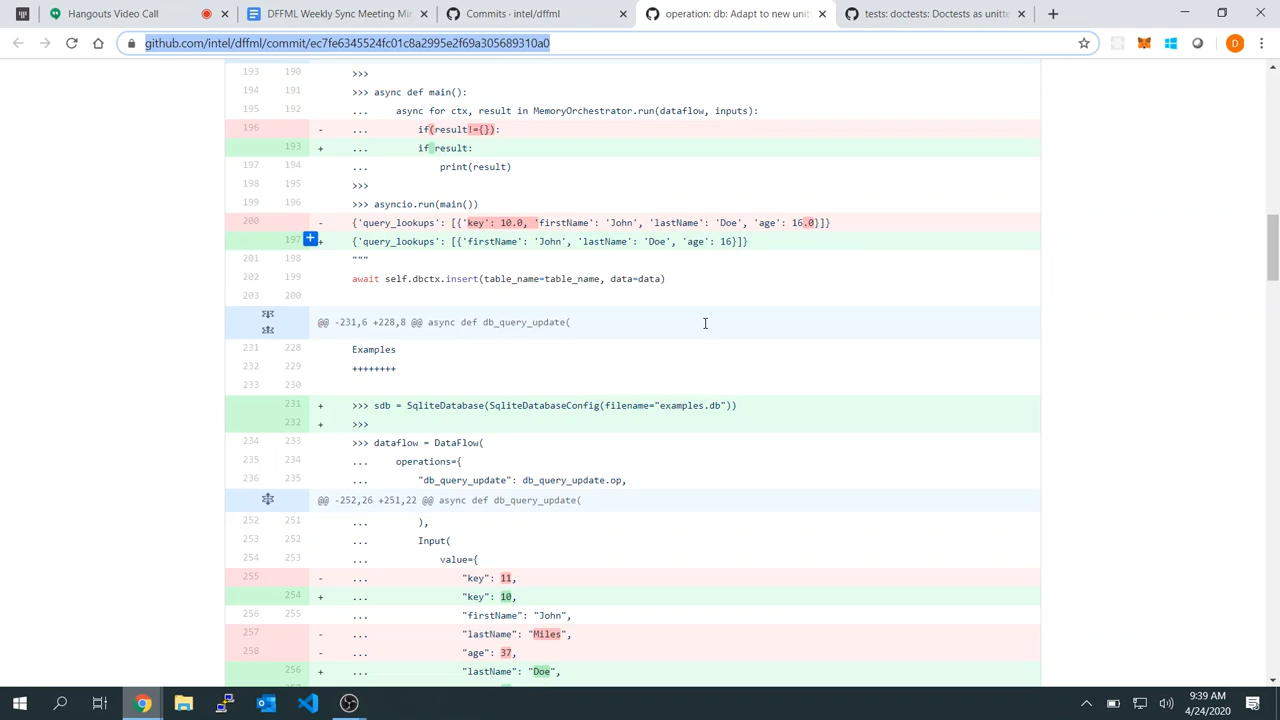 Hangouts Video Call
DFFML Weekly Sync Meeting Min
Commits · intel/dffml
operation: db: Adapt to new unit
tests: doctests: Doctests as unitte
github.com/intel/dffml/commit/ec7fe6345524fc01c8a2995e2f69a305689310a0
D
193 190 >>>
194 191 >>> async def main():
195 192 ... async for ctx, result in MemoryOrchestrator.run(dataflow, inputs):
196 - ... if(result!={}):
193 + ... if result:
197 194 ... print(result)
198 195 >>>
199 196 >>> asyncio.run(main())
200 - {'query_lookups': [{'key': 10.0, 'firstName': 'John', 'lastName': 'Doe', 'age': 16.0}]}
197 + {'query_lookups': [{'firstName': 'John', 'lastName': 'Doe', 'age': 16}]}
201 198 """
202 199 await self.dbctx.insert(table_name=table_name, data=data)
203 200
@@ -231,6 +228,8 @@ async def db_query_update(
231 228 Examples
232 229 ++++++++
233 230
231 + >>> sdb = SqliteDatabase(SqliteDatabaseConfig(filename="examples.db"))
232 + >>>
234 233 >>> dataflow = DataFlow(
235 234 ... operations={
236 235 ... "db_query_update": db_query_update.op,
@@ -252,26 +251,22 @@ async def db_query_update(
252 251 ... ),
253 252 ... Input(
254 253 ... value={
255 - ... "key": 11,
254 + ... "key": 10,
256 255 ... "firstName": "John",
257 - ... "lastName": "Miles",
258 - ... "age": 37,
256 + ... "lastName": "Doe",
9:39 AM
4/24/2020